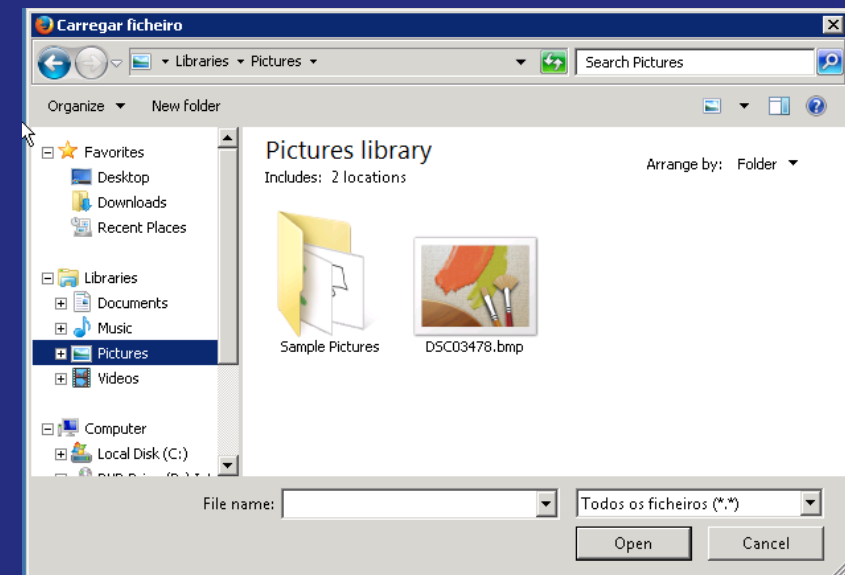 Carregar ficheiro
Libraries Pictures
Search Pictures
Organize New folder
Favorites
Desktop
Downloads
Recent Places
Libraries
Documents
Music
Pictures
Videos
Computer
Local Disk (C:)
Pictures library
Includes: 2 locations
Arrange by: Folder
Sample Pictures
DSC03478.bmp
File name:
Todos os ficheiros (*.*)
Open Cancel